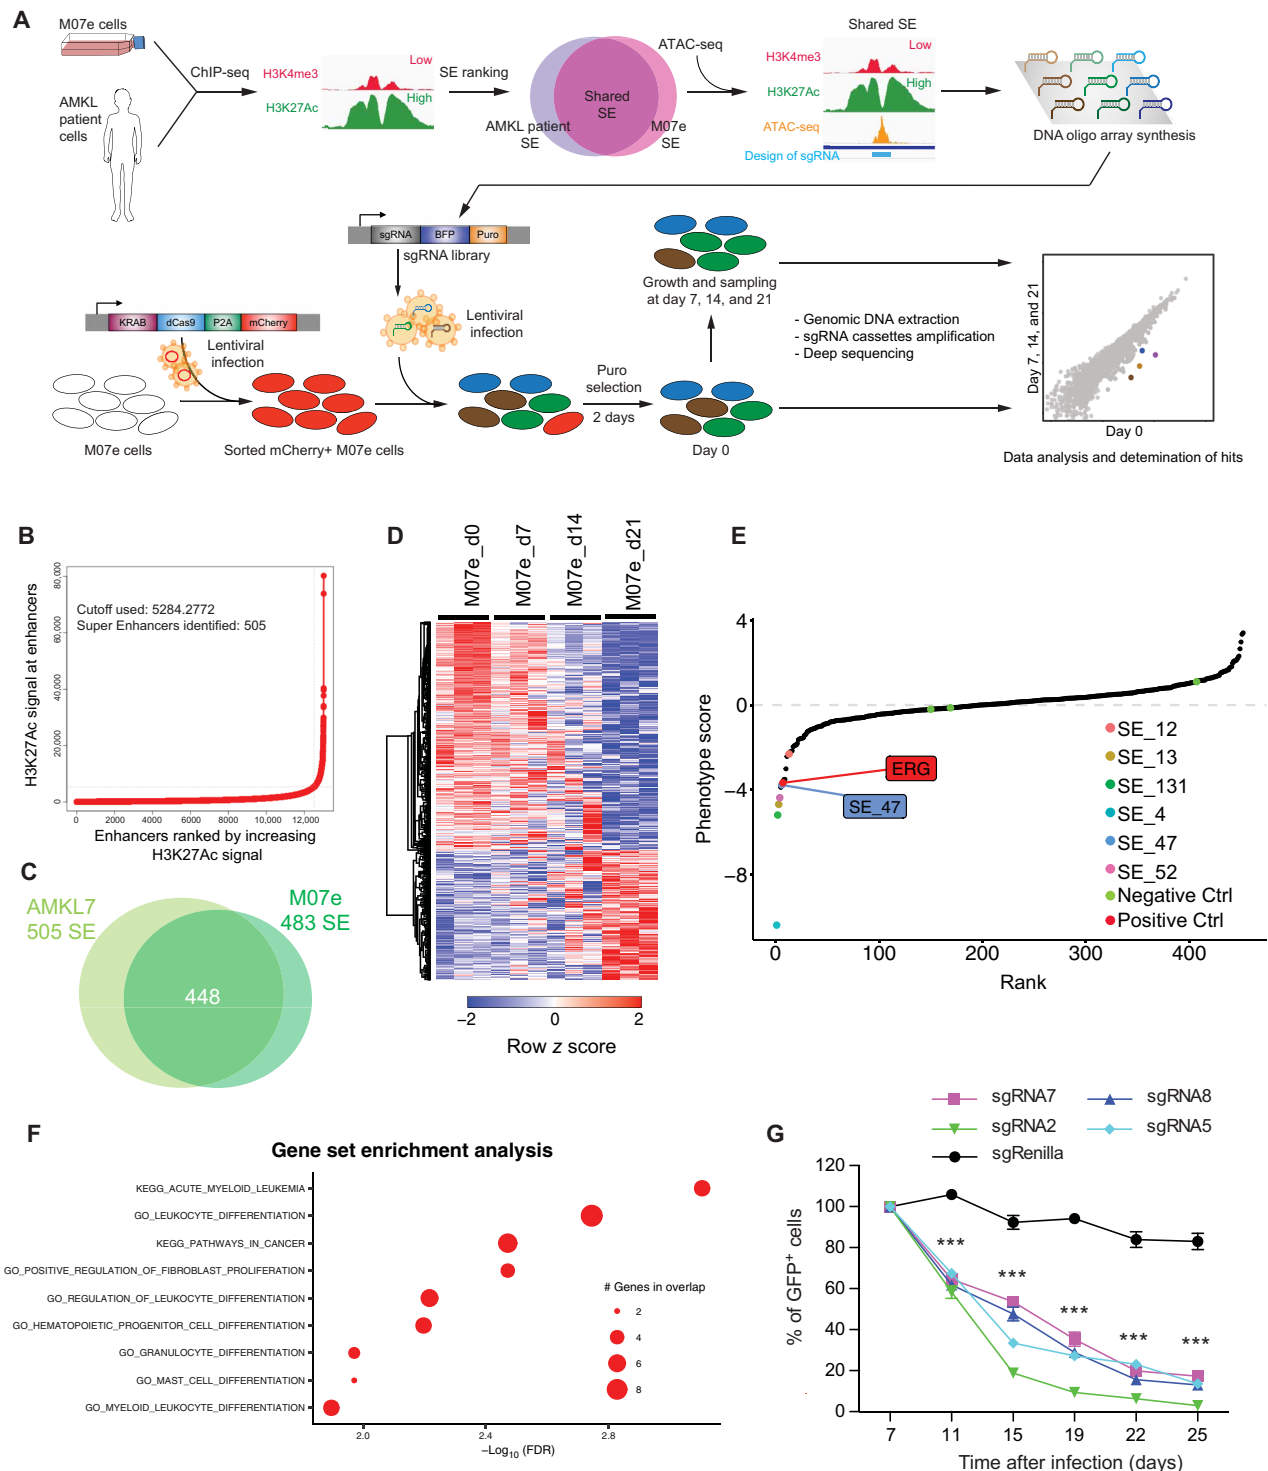 A
M07e cells
AMKL
patient
cells
ChIP-seq
H3K4me3
Low
H3K27Ac
High
SE ranking
Shared
SE
AMKL patient
SE
M07e
SE
ATAC-seq
Shared SE
H3K4me3
Low
H3K27Ac
High
ATAC-seq
Design of sgRNA
DNA oligo array synthesis
sgRNA
BFP
Puro
sgRNA library
KRAB
dCas9
P2A
mCherry
Lentiviral
infection
Lentiviral
infection
Puro
selection
2 days
Growth and sampling
at day 7, 14, and 21
- Genomic DNA extraction
- sgRNA cassettes amplification
- Deep sequencing
M07e cells
Sorted mCherry+ M07e cells
Day 0
Day 7, 14, and 21
Day 0
Data analysis and detemination of hits
B
H3K27Ac signal at enhancers
80,000
60,000
40,000
20,000
0
Cutoff used: 5284.2772
Super Enhancers identified: 505
0 2000 4000 6000 8000 10,000 12,000
Enhancers ranked by increasing
H3K27Ac signal
C
AMKL7
505 SE
M07e
483 SE
448
D
M07e_d0
M07e_d7
M07e_d14
M07e_d21
−2 0 2
Row z score
E
Phenotype score
4
0
−4
−8
ERG
SE_47
SE_12
SE_13
SE_131
SE_4
SE_47
SE_52
Negative Ctrl
Positive Ctrl
0 100 200 300 400
Rank
F
Gene set enrichment analysis
KEGG_ACUTE_MYELOID_LEUKEMIA
GO_LEUKOCYTE_DIFFERENTIATION
KEGG_PATHWAYS_IN_CANCER
GO_POSITIVE_REGULATION_OF_FIBROBLAST_PROLIFERATION
GO_REGULATION_OF_LEUKOCYTE_DIFFERENTIATION
GO_HEMATOPOIETIC_PROGENITOR_CELL_DIFFERENTIATION
GO_GRANULOCYTE_DIFFERENTIATION
GO_MAST_CELL_DIFFERENTIATION
GO_MYELOID_LEUKOCYTE_DIFFERENTIATION
# Genes in overlap
2
4
6
8
2.0 2.4 2.8
−Log10 (FDR)
G
sgRNA7
sgRNA8
sgRNA2
sgRNA5
sgRenilla
% of GFP+ cells
120
100
80
60
40
20
0
***
***
***
***
***
7 11 15 19 22 25
Time after infection (days)